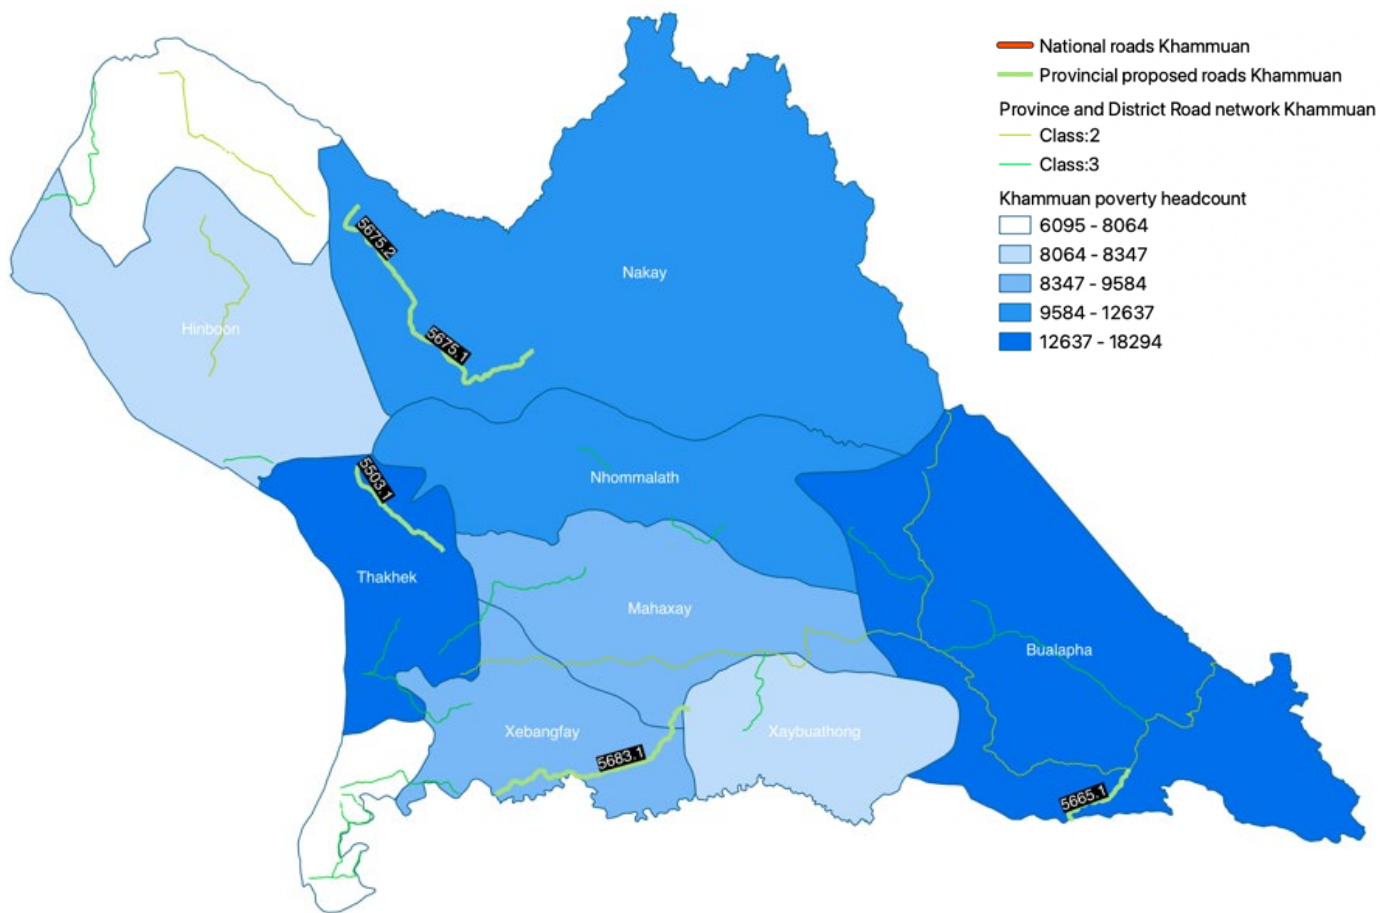 National roads Khammuan
Provincial proposed roads Khammuan
Province and District Road network Khammuan
Class:2
Class:3
Khammuan poverty headcount
6095 - 8064
8064 - 8347
8347 - 9584
9584 - 12637
12637 - 18294
5675.2
Nakay
Hinboon
5675.1
5503.1
Nhommalath
Thakhek
Mahaxay
Bualapha
Xebangfay
Xaybuathong
5683.1
5665.1